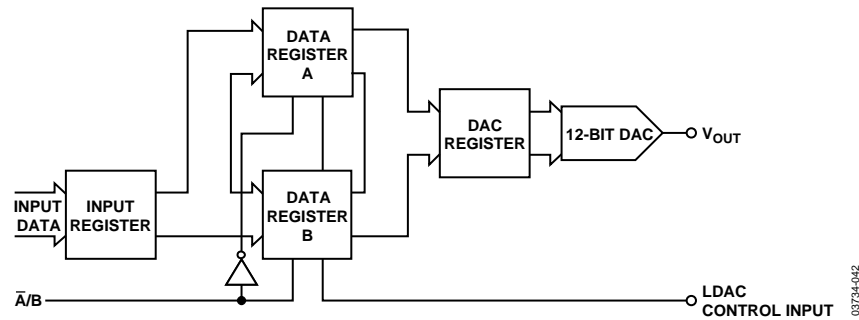 DATA
REGISTER
A
DAC
REGISTER
12-BIT DAC
VOUT
INPUT
DATA
INPUT
REGISTER
DATA
REGISTER
B
A̅/B
LDAC
CONTROL INPUT
03734-042